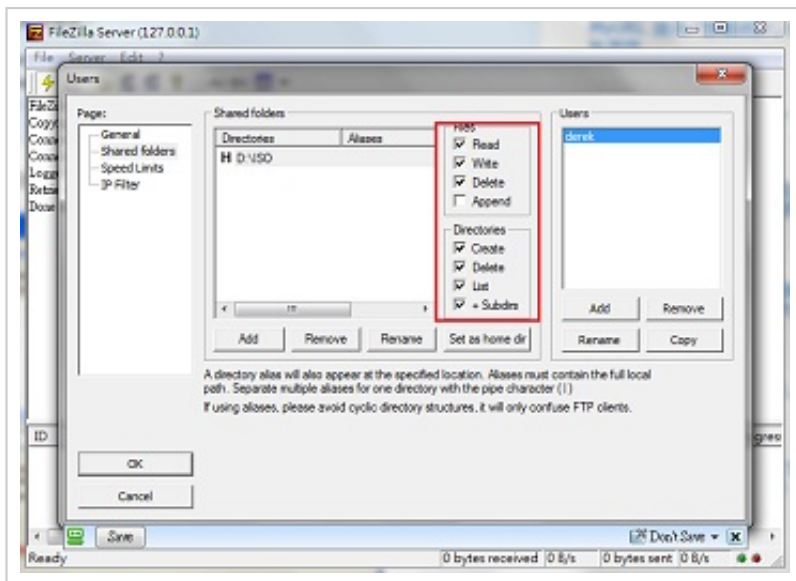 FileZilla Server (127.0.0.1)
File Server Edit ?
Users
Page:
General
Shared folders
Speed Limits
IP Filter
Shared folders
Directories Aliases
H D:\ISO
Files
Read
Write
Delete
Append
Directories
Create
Delete
List
+ Subdirs
Add Remove Rename Set as home dir
Users
derek
Add Remove
Rename Copy
A directory alias will also appear at the specified location. Aliases must contain the full local
path. Separate multiple aliases for one directory with the pipe character (|)
If using aliases, please avoid cyclic directory structures, it will only confuse FTP clients.
ID
OK
Cancel
Save Don't Save
Ready 0 bytes received 0 B/s 0 bytes sent 0 B/s